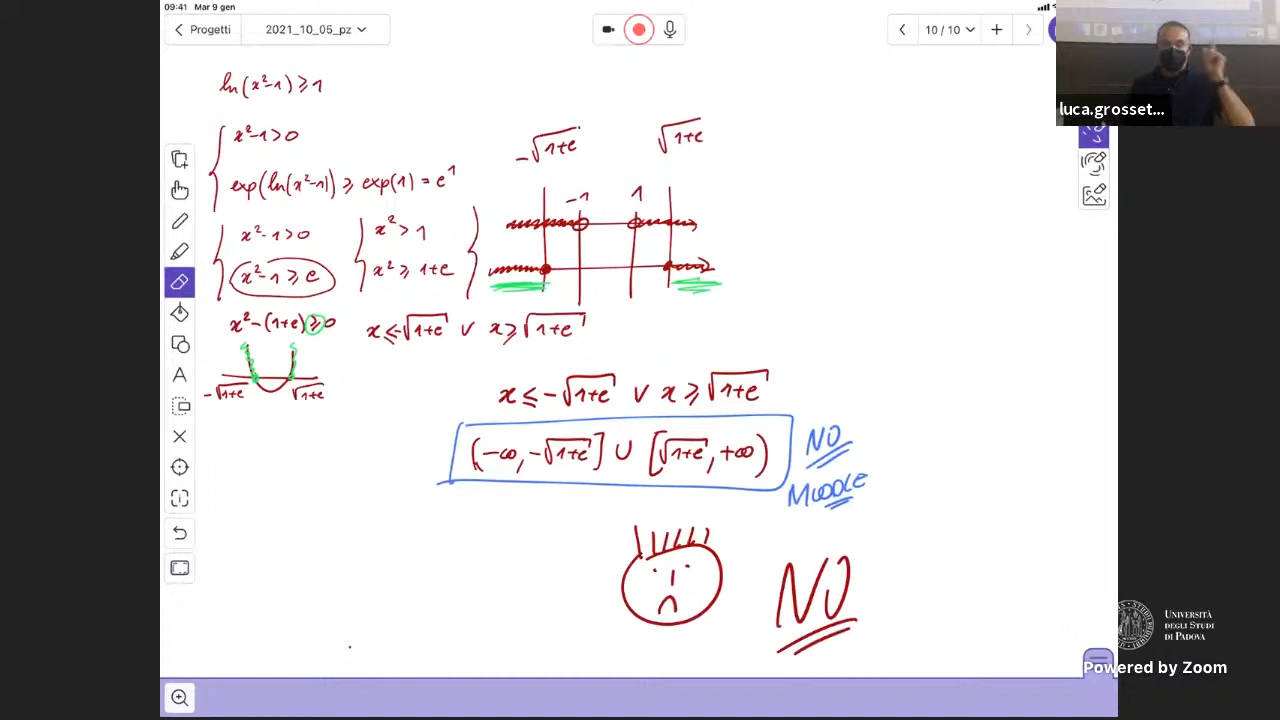 09:41 Mar 9 gen
Progetti
2021_10_05_pz
10 / 10
luca.grosset...
ln(x²-1) ≥ 1
x²-1>0
exp(ln(x²-1)) ≥ exp(1) = e¹
x²-1>0
x²-1 ≥ e
x² > 1
x² ≥ 1+e
-√1+e
√1+e
-1
1
x²-(1+e) ≥ 0
x ≤ -√1+e ∨ x ≥ √1+e
-√1+e
√1+e
x ≤ -√1+e ∨ x ≥ √1+e
(-∞, -√1+e] ∪ [√1+e, +∞)
NO
MOODLE
NO
A
UNIVERSITÀ
DEGLI STUDI
DI PADOVA
Powered by Zoom